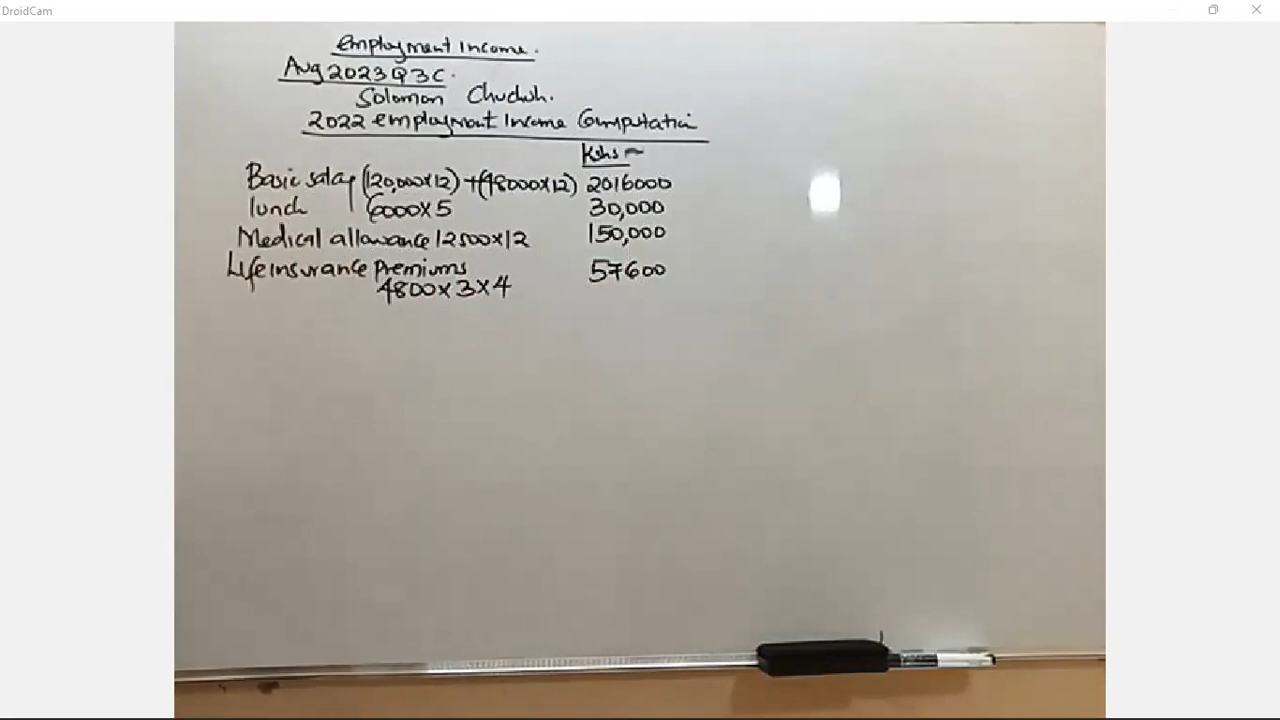 DroidCam
Employment Income.
Aug 2023 Q3C.
Solomon Chuchuh.
2022 employment Income Computation
Kshs
Basic salary (120,000x12) + (48000x12) 2016000
lunch 6000x5 30,000
Medical allowance 12500x12 150,000
Life insurance Premiums 57600
4800x3x4